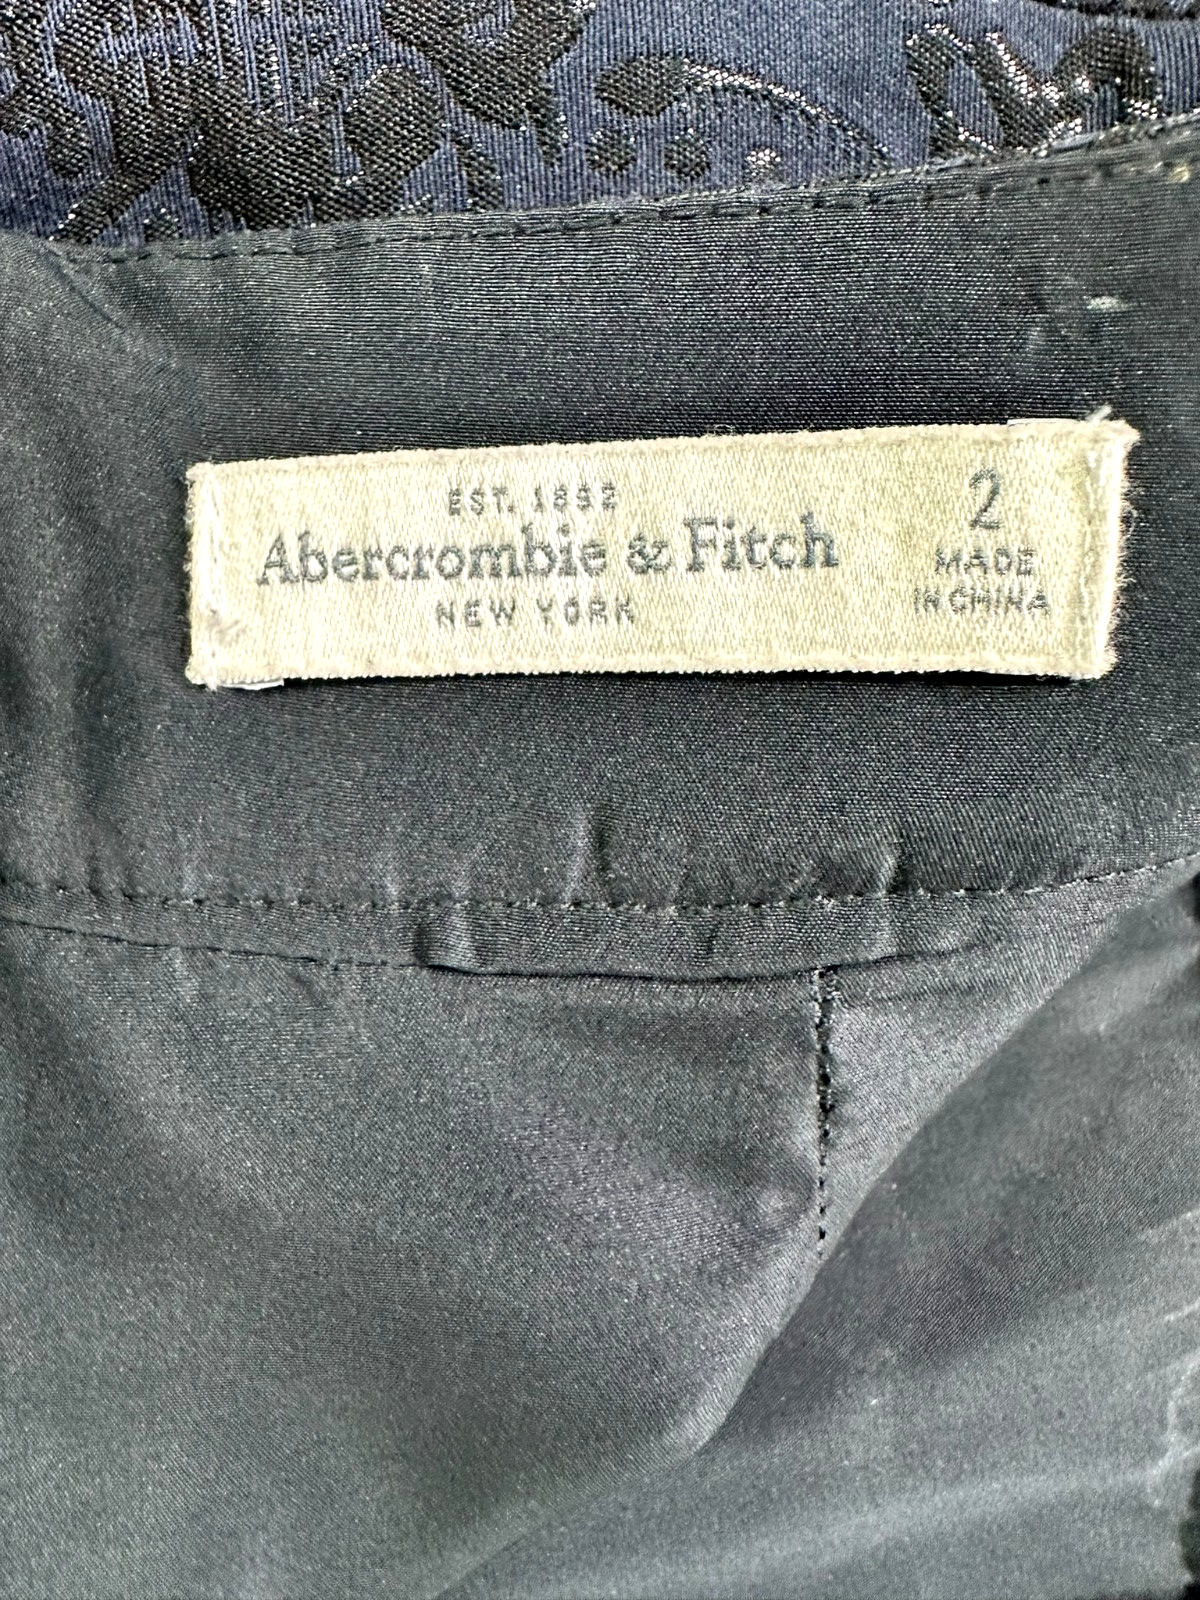 EST. 1892
Abercrombie & Fitch
NEW YORK
2
MADE
IN CHINA